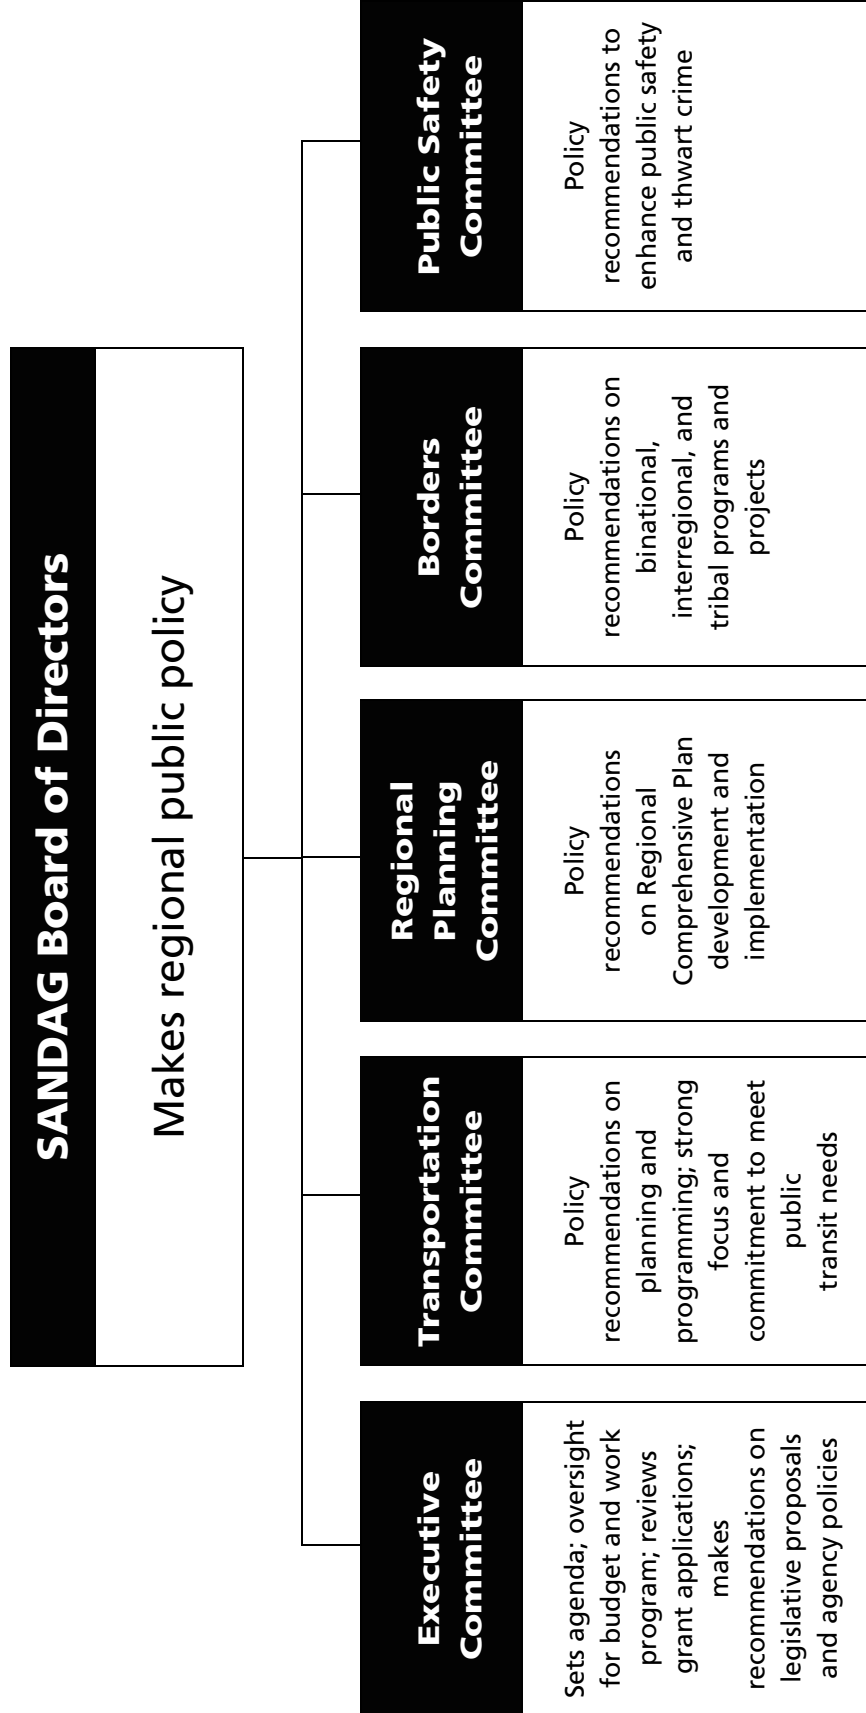 SANDAG Board of Directors
Makes regional public policy
Executive
Committee
Sets agenda; oversight
for budget and work
program; reviews
grant applications;
makes
recommendations on
legislative proposals
and agency policies
Transportation
Committee
Policy
recommendations on
planning and
programming; strong
focus and
commitment to meet
public
transit needs
Regional
Planning
Committee
Policy
recommendations
on Regional
Comprehensive Plan
development and
implementation
Borders
Committee
Policy
recommendations on
binational,
interregional, and
tribal programs and
projects
Public Safety
Committee
Policy
recommendations to
enhance public safety
and thwart crime